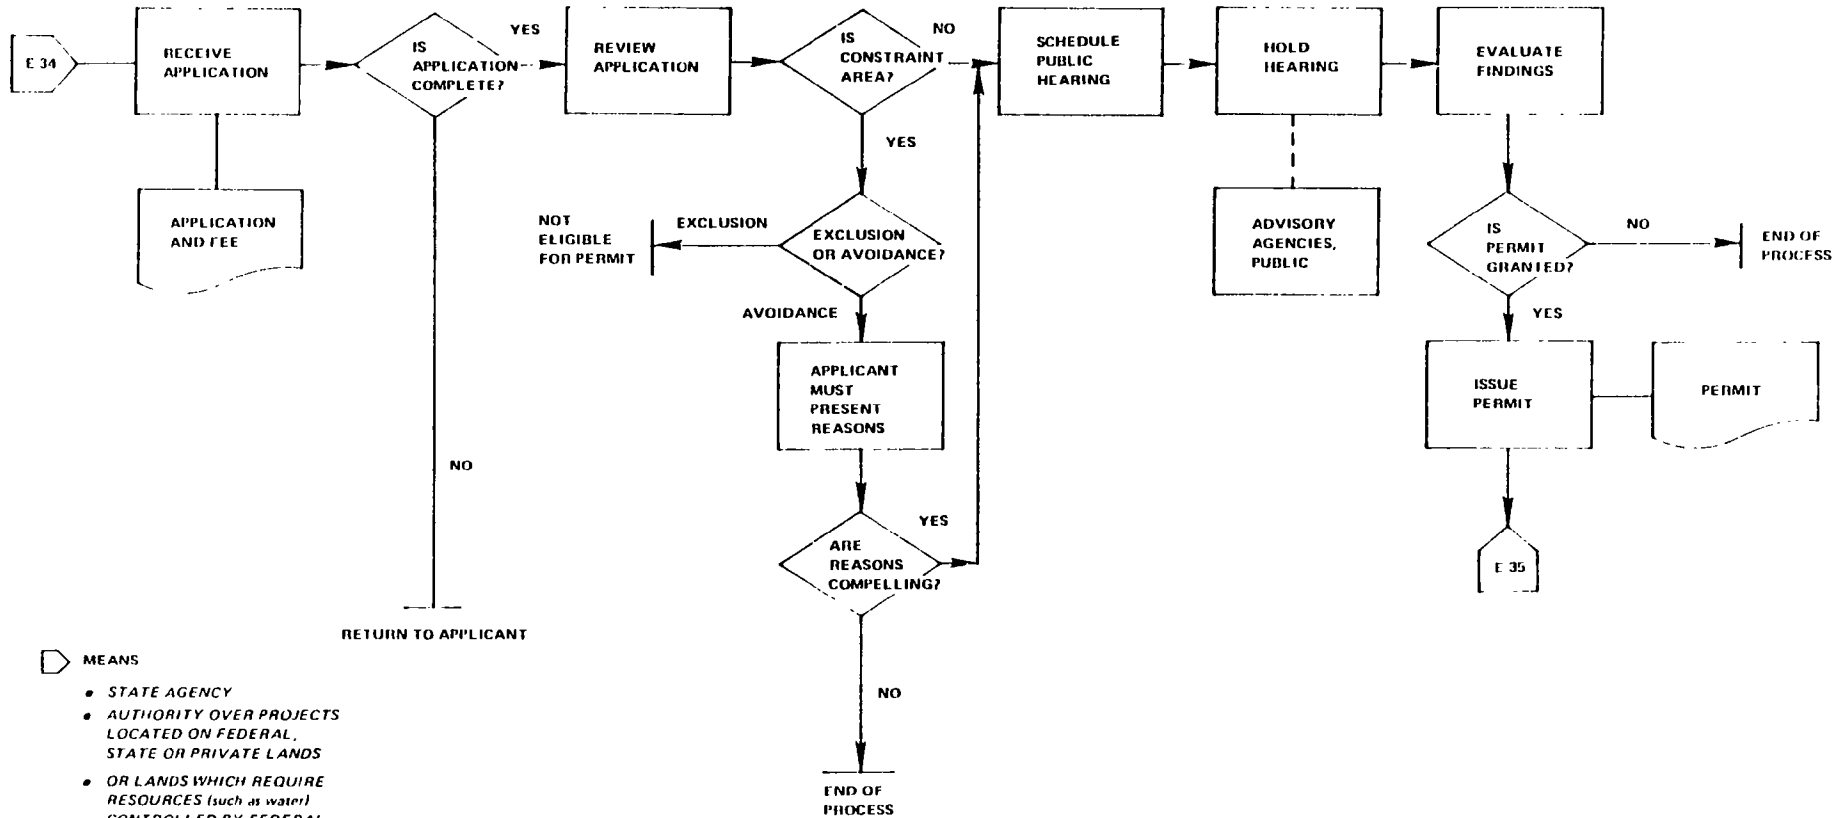 E 34
RECEIVE
APPLICATION
APPLICATION
AND FEE
IS
APPLICATION
COMPLETE?
YES
NO
RETURN TO APPLICANT
REVIEW
APPLICATION
IS
CONSTRAINT
AREA?
NO
YES
EXCLUSION
OR AVOIDANCE?
EXCLUSION
NOT
ELIGIBLE
FOR PERMIT
AVOIDANCE
APPLICANT
MUST
PRESENT
REASONS
ARE
REASONS
COMPELLING?
YES
NO
END OF
PROCESS
SCHEDULE
PUBLIC
HEARING
HOLD
HEARING
ADVISORY
AGENCIES,
PUBLIC
EVALUATE
FINDINGS
IS
PERMIT
GRANTED?
NO
END OF
PROCESS
YES
ISSUE
PERMIT
PERMIT
E 35
MEANS
• STATE AGENCY
• AUTHORITY OVER PROJECTS
LOCATED ON FEDERAL,
STATE OR PRIVATE LANDS
• OR LANDS WHICH REQUIRE
RESOURCES (such as water)
CONTROLLED BY FEDERAL